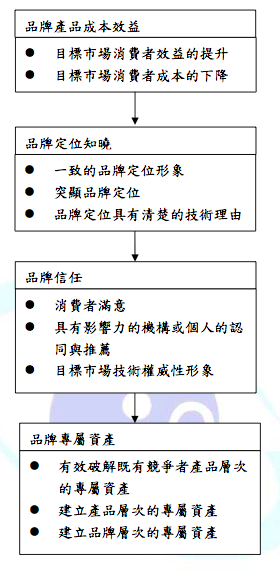 品牌產品成本效益
● 目標市場消費者效益的提升
● 目標市場消費者成本的下降
品牌定位知曉
● 一致的品牌定位形象
● 突顯品牌定位
● 品牌定位具有清楚的技術理由
品牌信任
● 消費者滿意
● 具有影響力的機構或個人的認
同與推薦
● 目標市場技術權威性形象
品牌專屬資產
● 有效破解既有競爭者產品層次
的專屬資產
● 建立產品層次的專屬資產
● 建立品牌層次的專屬資產